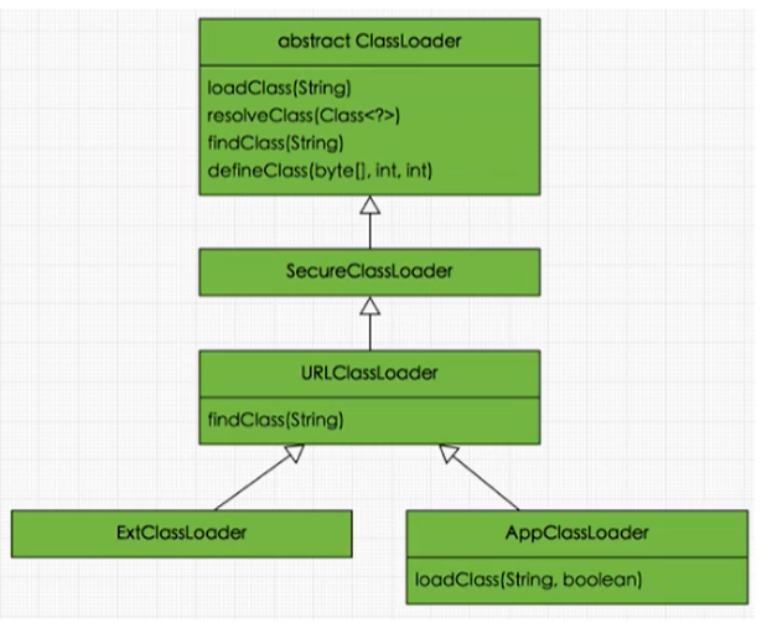 abstract ClassLoader
loadClass(String)
resolveClass(Class<?>)
findClass(String)
defineClass(byte[], int, int)
SecureClassLoader
URLClassLoader
findClass(String)
ExtClassLoader
AppClassLoader
loadClass(String, boolean)